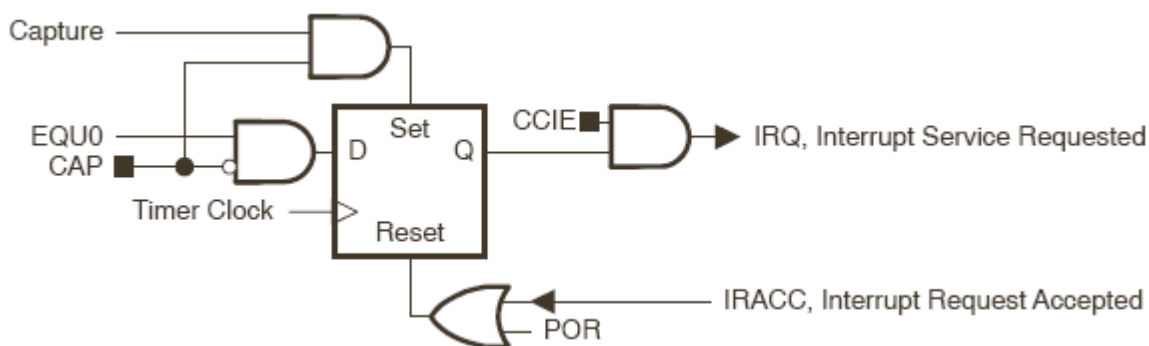 Capture
EQU0
CAP
Timer Clock
Set
D
Q
Reset
CCIE
IRQ, Interrupt Service Requested
IRACC, Interrupt Request Accepted
POR